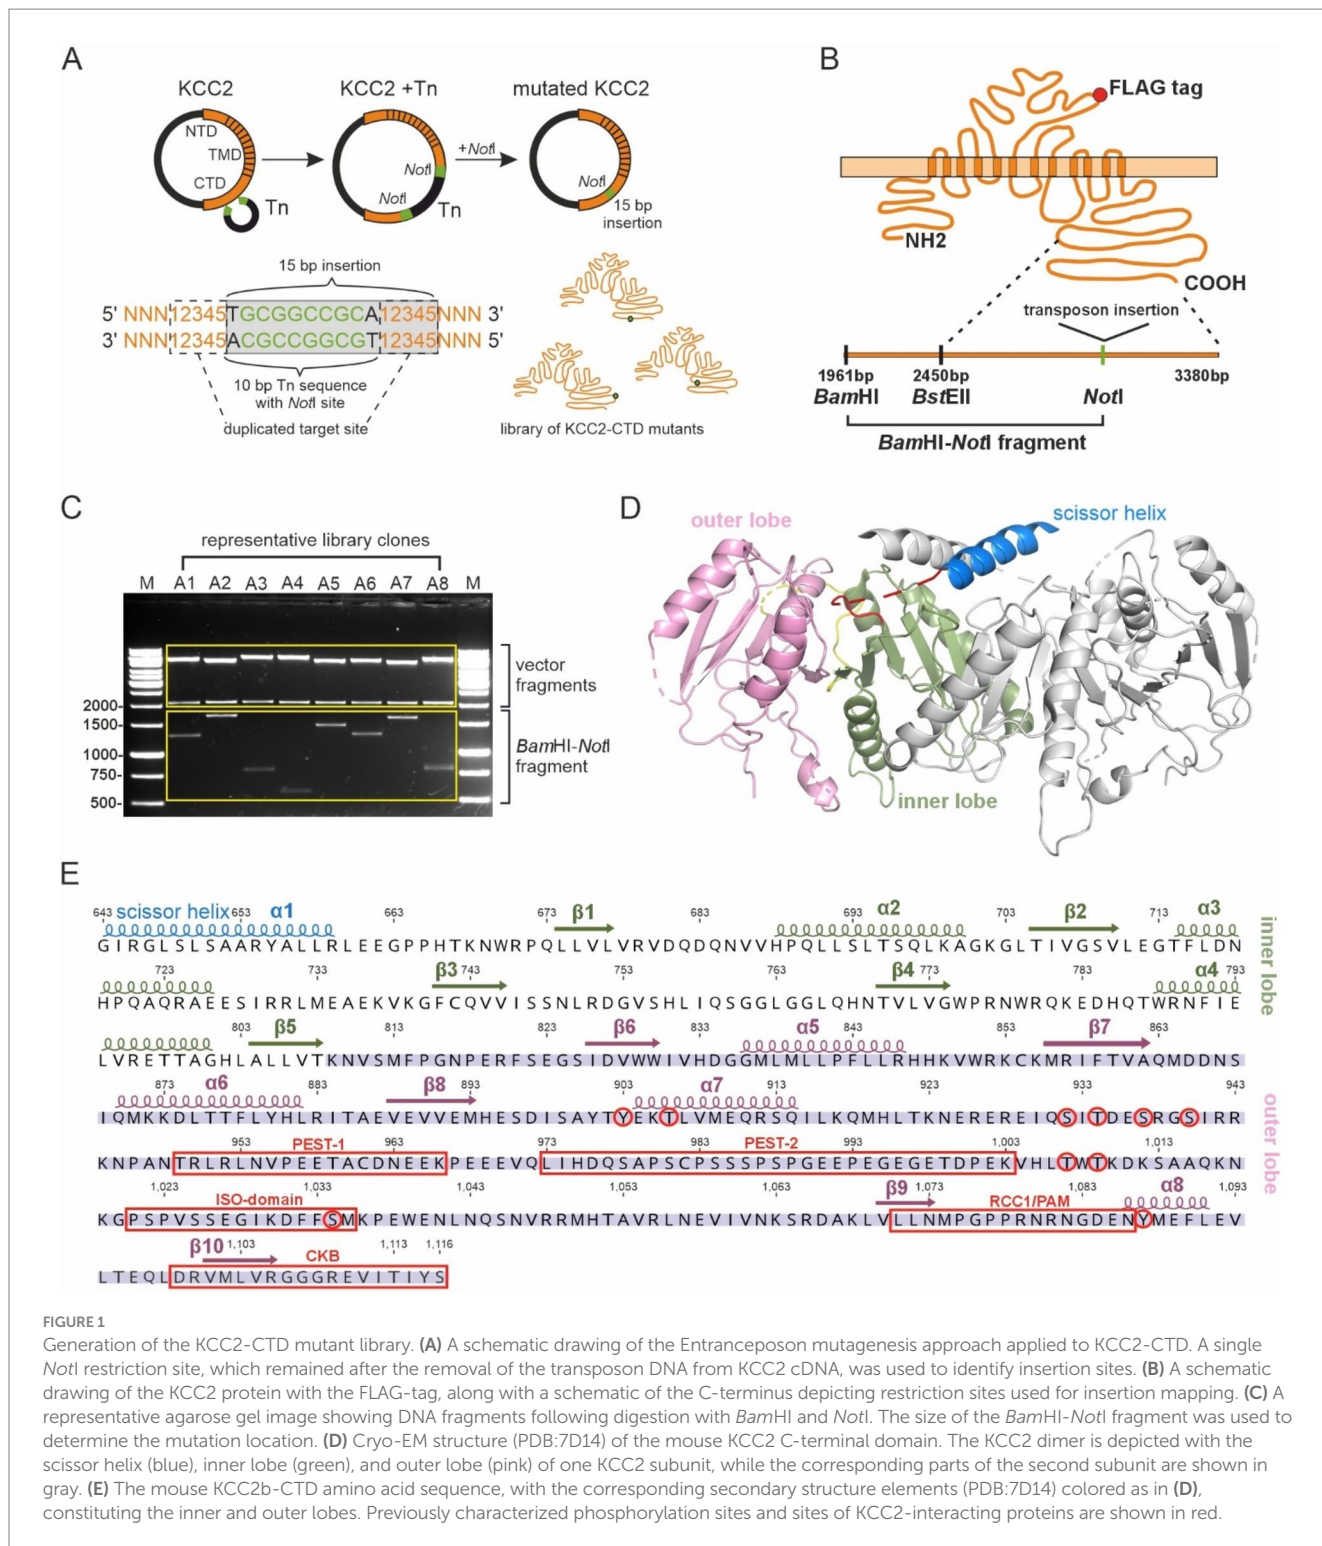 A
KCC2
KCC2 +Tn
mutated KCC2
NTD
TMD
CTD
Tn
NotI
NotI
Tn
+NotI
NotI
15 bp
insertion
15 bp insertion
5' NNN12345TGCGGCCGCA12345NNN 3'
3' NNN12345ACGCCGGCGT12345NNN 5'
10 bp Tn sequence
with NotI site
duplicated target site
library of KCC2-CTD mutants
B
FLAG tag
NH2
COOH
transposon insertion
1961bp
2450bp
3380bp
BamHI
BstEII
NotI
BamHI-NotI fragment
C
representative library clones
M A1 A2 A3 A4 A5 A6 A7 A8 M
vector
fragments
2000-
1500-
1000-
750-
500-
BamHI-NotI
fragment
D
outer lobe
scissor helix
inner lobe
E
643 scissor helix 653 α1 663 673 β1 683 693 α2 703 β2 713 α3
GIRGLSLSAARYALLRLEEGPPHTKNWRPQLLVLVRVDQDQNVVHPQLLSLTSQLKAGKGLTIVGSVLEGTFLDN
723 733 β3 743 753 763 β4 773 783 α4 793
HPQAQRAEESIRRLMEAEKVKGFCQVVISSNLRDGVSHLIQSGGLGGLQHNTVLVGWPRNWRQKEDHQTWRNFIE
inner lobe
803 β5 813 823 β6 833 α5 843 853 β7 863
LVRETTAGHLALLVTKNVSMFPGNPERFSEGSIDVWWIVHDGGMLMLLPFLLRHHKVWRKCKMRIFTVAQMDDNS
873 α6 883 β8 893 903 α7 913 923 933 943
IQMKKDLTTFLYHLRITAEVEVVEMHESDISAYTYEKTLVMEQRSQILKQMHLTKNEREREIQSITDESRGSIRR
953 PEST-1 963 973 983 PEST-2 993 1,003 1,013
KNPANTRLRLNVPEETACDNEEKPEEEVQLIHDQSAPSCPSSSPSPGEEPEGEGETDPEKVHLTWTKDKSAAQKN
outer lobe
1,023 ISO-domain 1,033 1,043 1,053 1,063 β9 1,073 RCC1/PAM 1,083 α8 1,093
KGPSPVSSEGIKDFFSMKPEWENLNQSNVRRMHTAVRLNEVIVNKSRDAKLVLLNMPGPPRNRNGDENYMEFLEV
β10 1,103 CKB 1,113 1,116
LTEQLDRVMLVRGGGREVITIYS
FIGURE 1
Generation of the KCC2-CTD mutant library. (A) A schematic drawing of the Entranceposon mutagenesis approach applied to KCC2-CTD. A single
NotI restriction site, which remained after the removal of the transposon DNA from KCC2 cDNA, was used to identify insertion sites. (B) A schematic
drawing of the KCC2 protein with the FLAG-tag, along with a schematic of the C-terminus depicting restriction sites used for insertion mapping. (C) A
representative agarose gel image showing DNA fragments following digestion with BamHI and NotI. The size of the BamHI-NotI fragment was used to
determine the mutation location. (D) Cryo-EM structure (PDB:7D14) of the mouse KCC2 C-terminal domain. The KCC2 dimer is depicted with the
scissor helix (blue), inner lobe (green), and outer lobe (pink) of one KCC2 subunit, while the corresponding parts of the second subunit are shown in
gray. (E) The mouse KCC2b-CTD amino acid sequence, with the corresponding secondary structure elements (PDB:7D14) colored as in (D),
constituting the inner and outer lobes. Previously characterized phosphorylation sites and sites of KCC2-interacting proteins are shown in red.